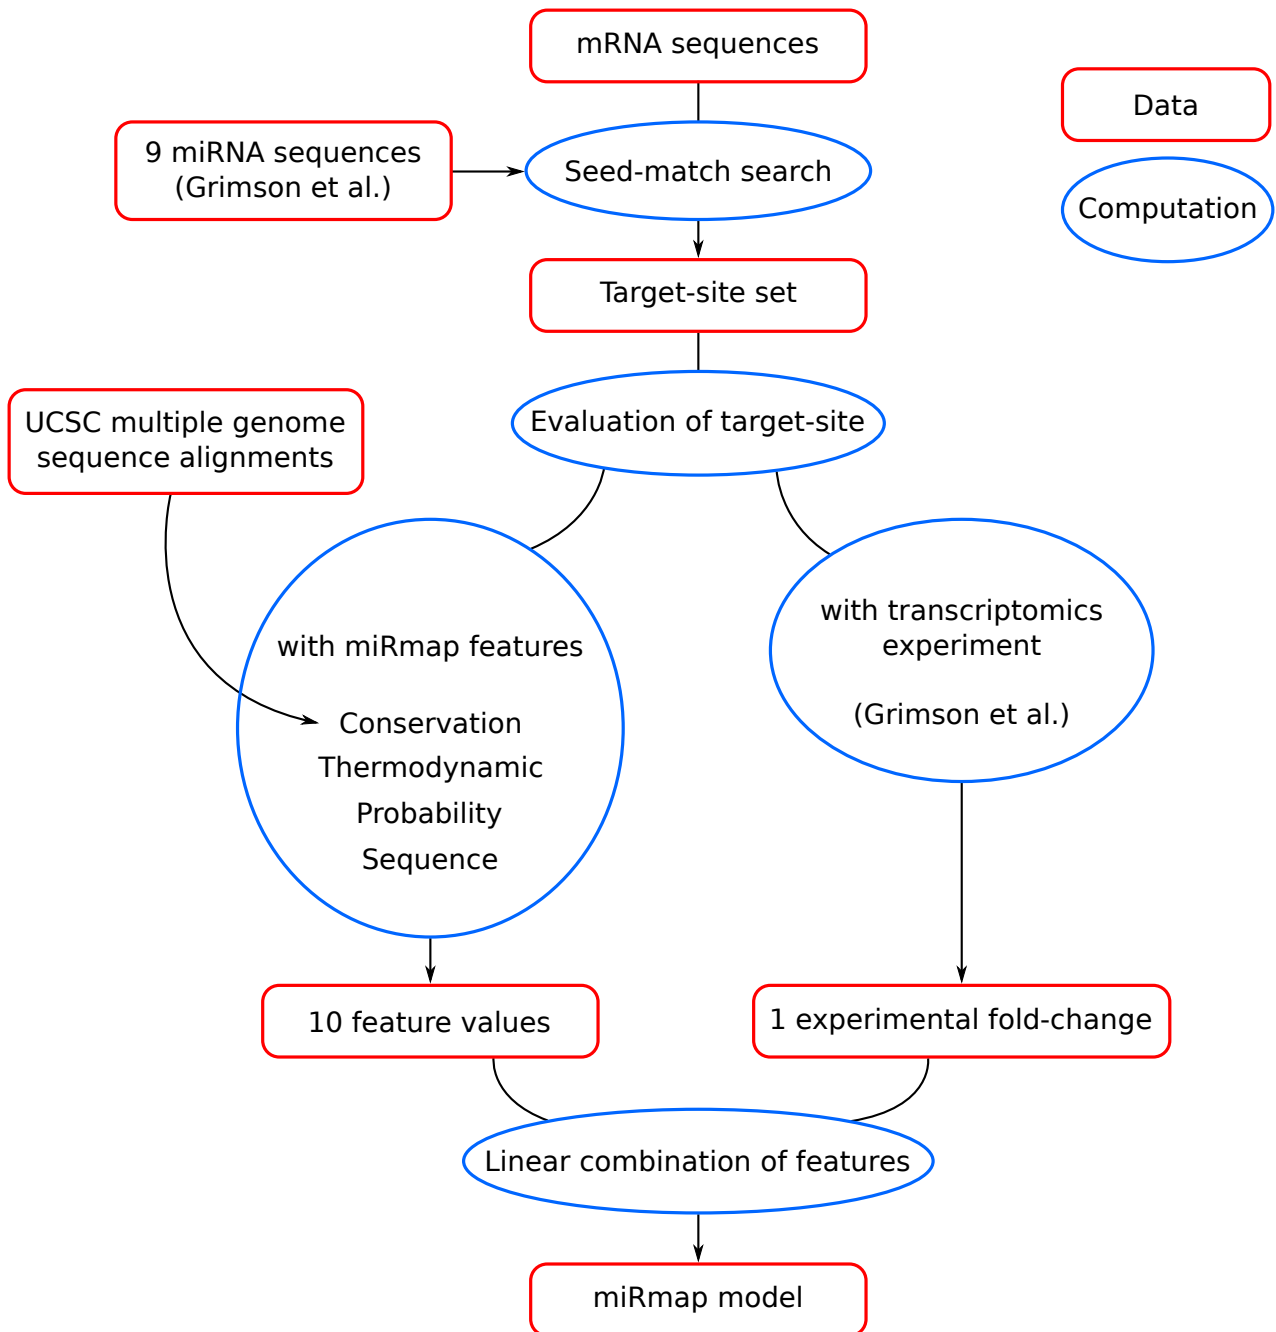 mRNA sequences
Data
9 miRNA sequences
(Grimson et al.)
Seed-match search
Computation
Target-site set
UCSC multiple genome
sequence alignments
Evaluation of target-site
with miRmap features
Conservation
Thermodynamic
Probability
Sequence
with transcriptomics
experiment
(Grimson et al.)
10 feature values
1 experimental fold-change
Linear combination of features
miRmap model